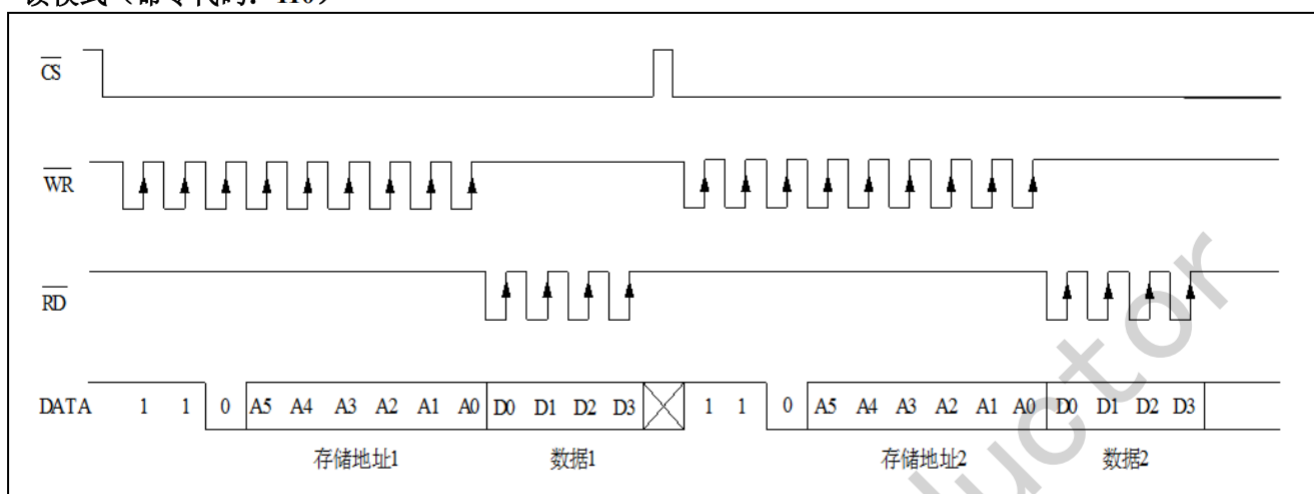 读模式（命令代码：110）
CS
WR
RD
DATA 1 1 0 A5 A4 A3 A2 A1 A0 D0 D1 D2 D3 1 1 0 A5 A4 A3 A2 A1 A0 D0 D1 D2 D3
存储地址1 数据1 存储地址2 数据2
uctor